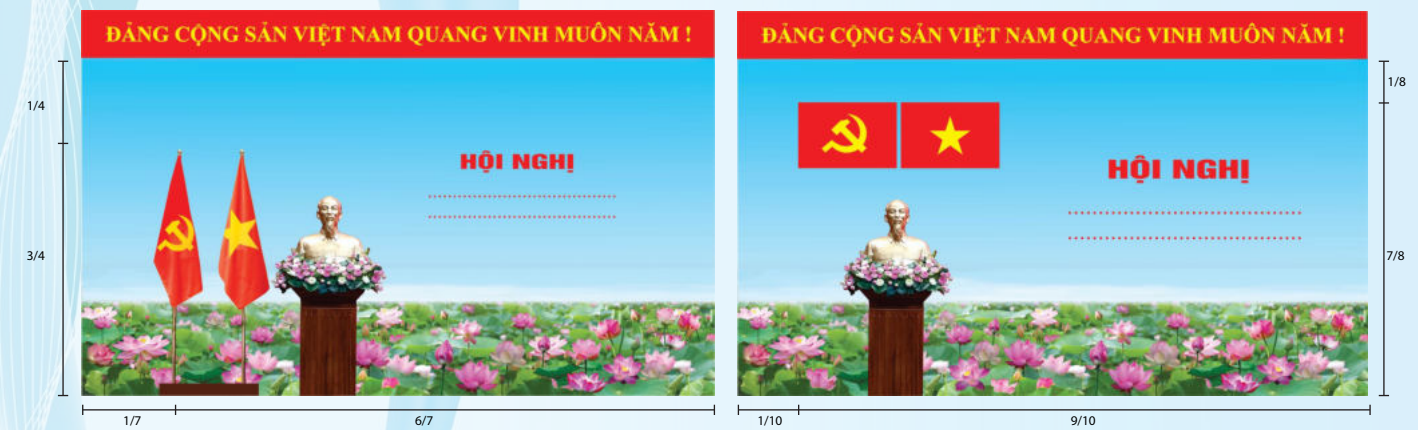 ĐẢNG CỘNG SẢN VIỆT NAM QUANG VINH MUÔN NĂM !
1/4
3/4
HỘI NGHỊ
1/7
6/7
ĐẢNG CỘNG SẢN VIỆT NAM QUANG VINH MUÔN NĂM !
1/8
7/8
HỘI NGHỊ
1/10
9/10